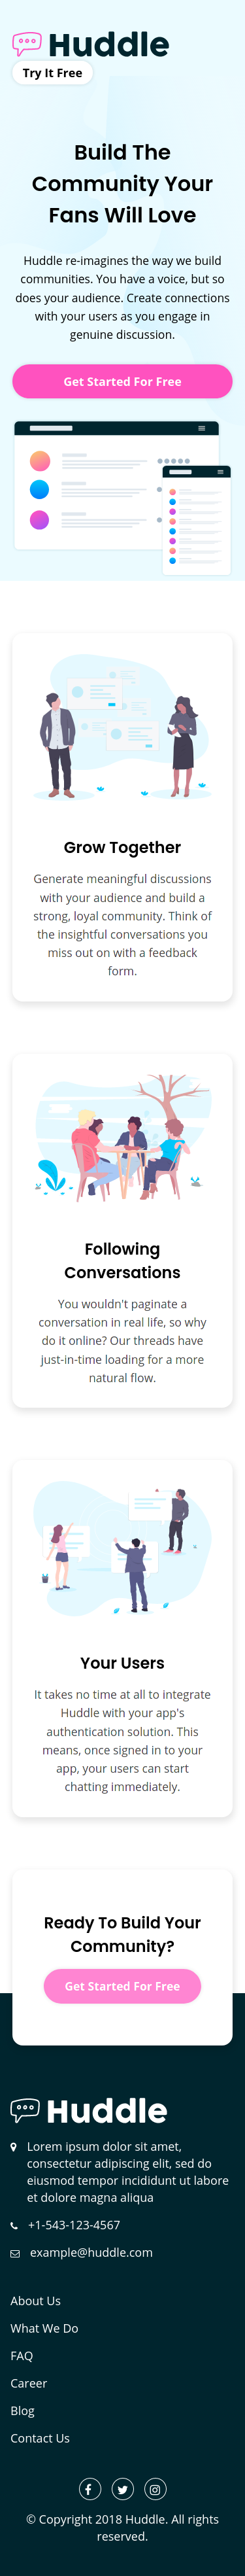 Huddle
Try It Free
Build The
Community Your
Fans Will Love
Huddle re-imagines the way we build
communities. You have a voice, but so
does your audience. Create connections
with your users as you engage in
genuine discussion.
Get Started For Free
Grow Together
Generate meaningful discussions
with your audience and build a
strong, loyal community. Think of
the insightful conversations you
miss out on with a feedback
form.
Following
Conversations
You wouldn't paginate a
conversation in real life, so why
do it online? Our threads have
just-in-time loading for a more
natural flow.
Your Users
It takes no time at all to integrate
Huddle with your app's
authentication solution. This
means, once signed in to your
app, your users can start
chatting immediately.
Ready To Build Your
Community?
Get Started For Free
Huddle
Lorem ipsum dolor sit amet,
consectetur adipiscing elit, sed do
eiusmod tempor incididunt ut labore
et dolore magna aliqua
+1-543-123-4567
example@huddle.com
About Us
What We Do
FAQ
Career
Blog
Contact Us
© Copyright 2018 Huddle. All rights
reserved.